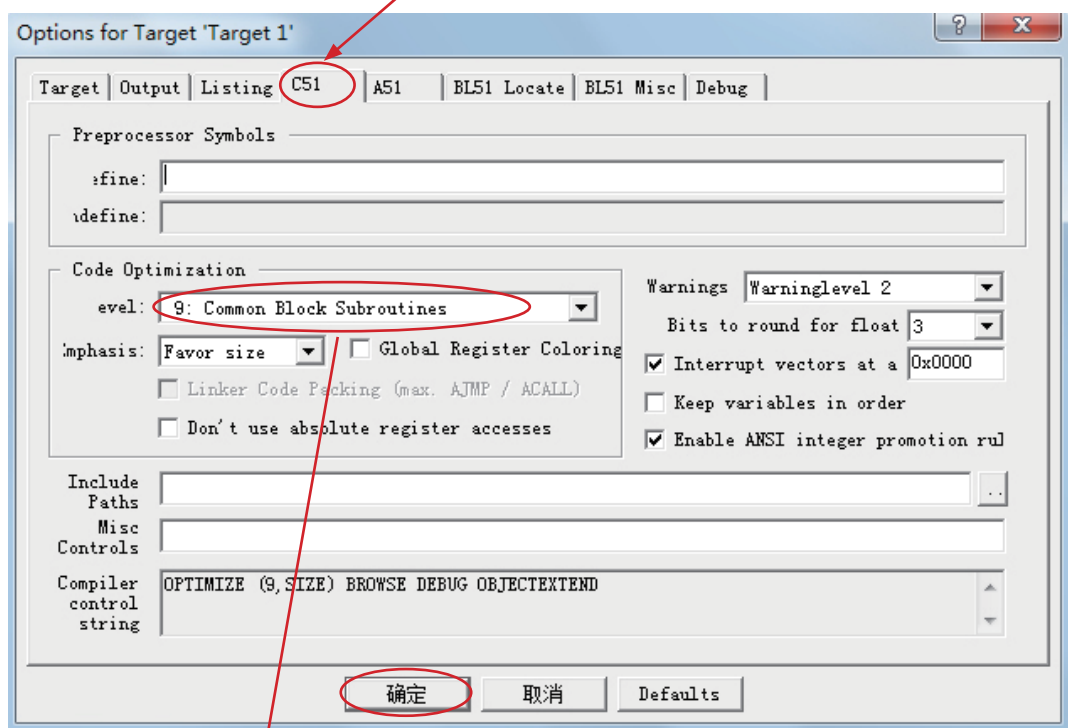 Options for Target 'Target 1'
Target Output Listing C51 A51 BL51 Locate BL51 Misc Debug
Preprocessor Symbols
efine:
ndefine:
Code Optimization
evel: 9: Common Block Subroutines
Emphasis: Favor size Global Register Coloring
Linker Code Packing (max. AJMP / ACALL)
Don't use absolute register accesses
Warnings Warninglevel 2
Bits to round for float 3
Interrupt vectors at a 0x0000
Keep variables in order
Enable ANSI integer promotion rul
Include Paths ..
Misc Controls
Compiler control string OPTIMIZE (9,SIZE) BROWSE DEBUG OBJECTEXTEND
确定 取消 Defaults